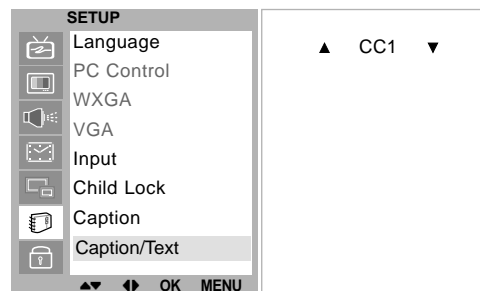 SETUP
Language
PC Control
WXGA
VGA
Input
Child Lock
Caption
Caption/Text
▲▼ ◀▶ OK MENU
▲ CC1 ▼